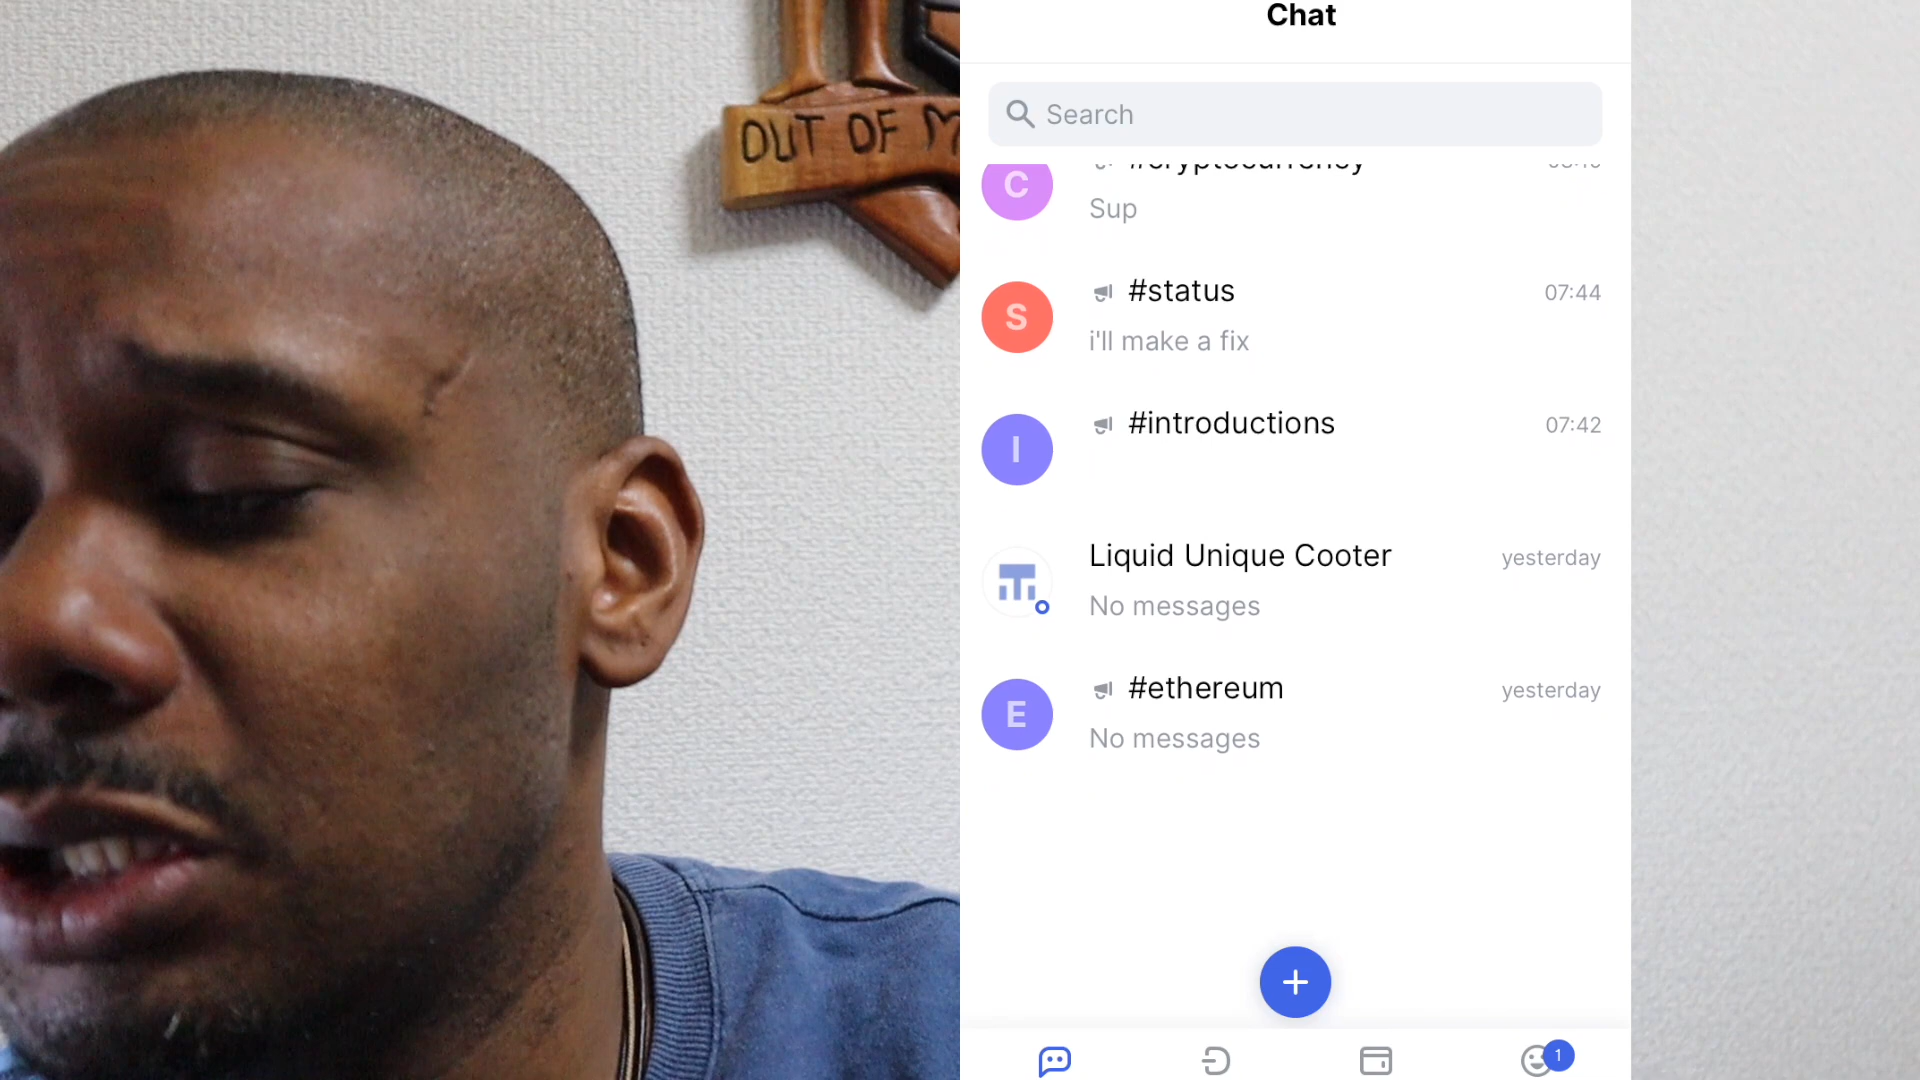 OUT OF M
Chat
Search
C
#cryptocurrency
Sup
S
#status
07:44
i'll make a fix
I
#introductions
07:42
Liquid Unique Cooter
yesterday
No messages
E
#ethereum
yesterday
No messages
1